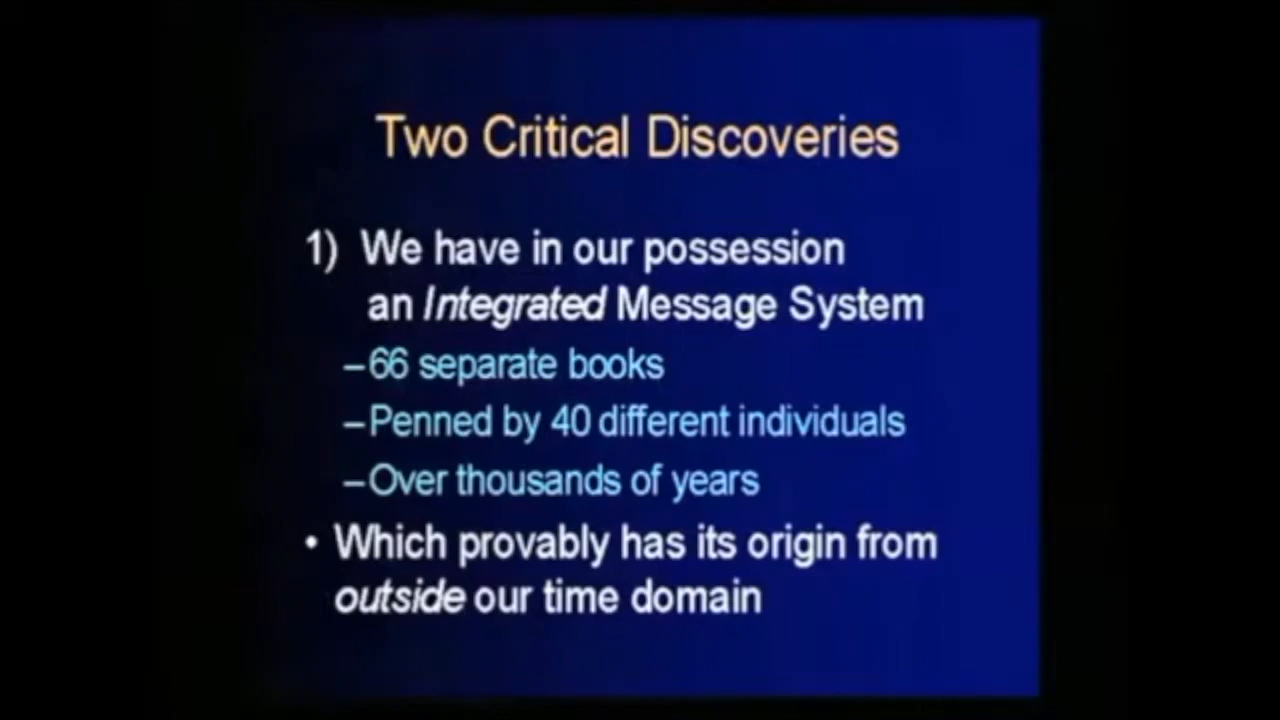 Two Critical Discoveries
1) We have in our possession
an Integrated Message System
–66 separate books
–Penned by 40 different individuals
–Over thousands of years
• Which provably has its origin from
outside our time domain